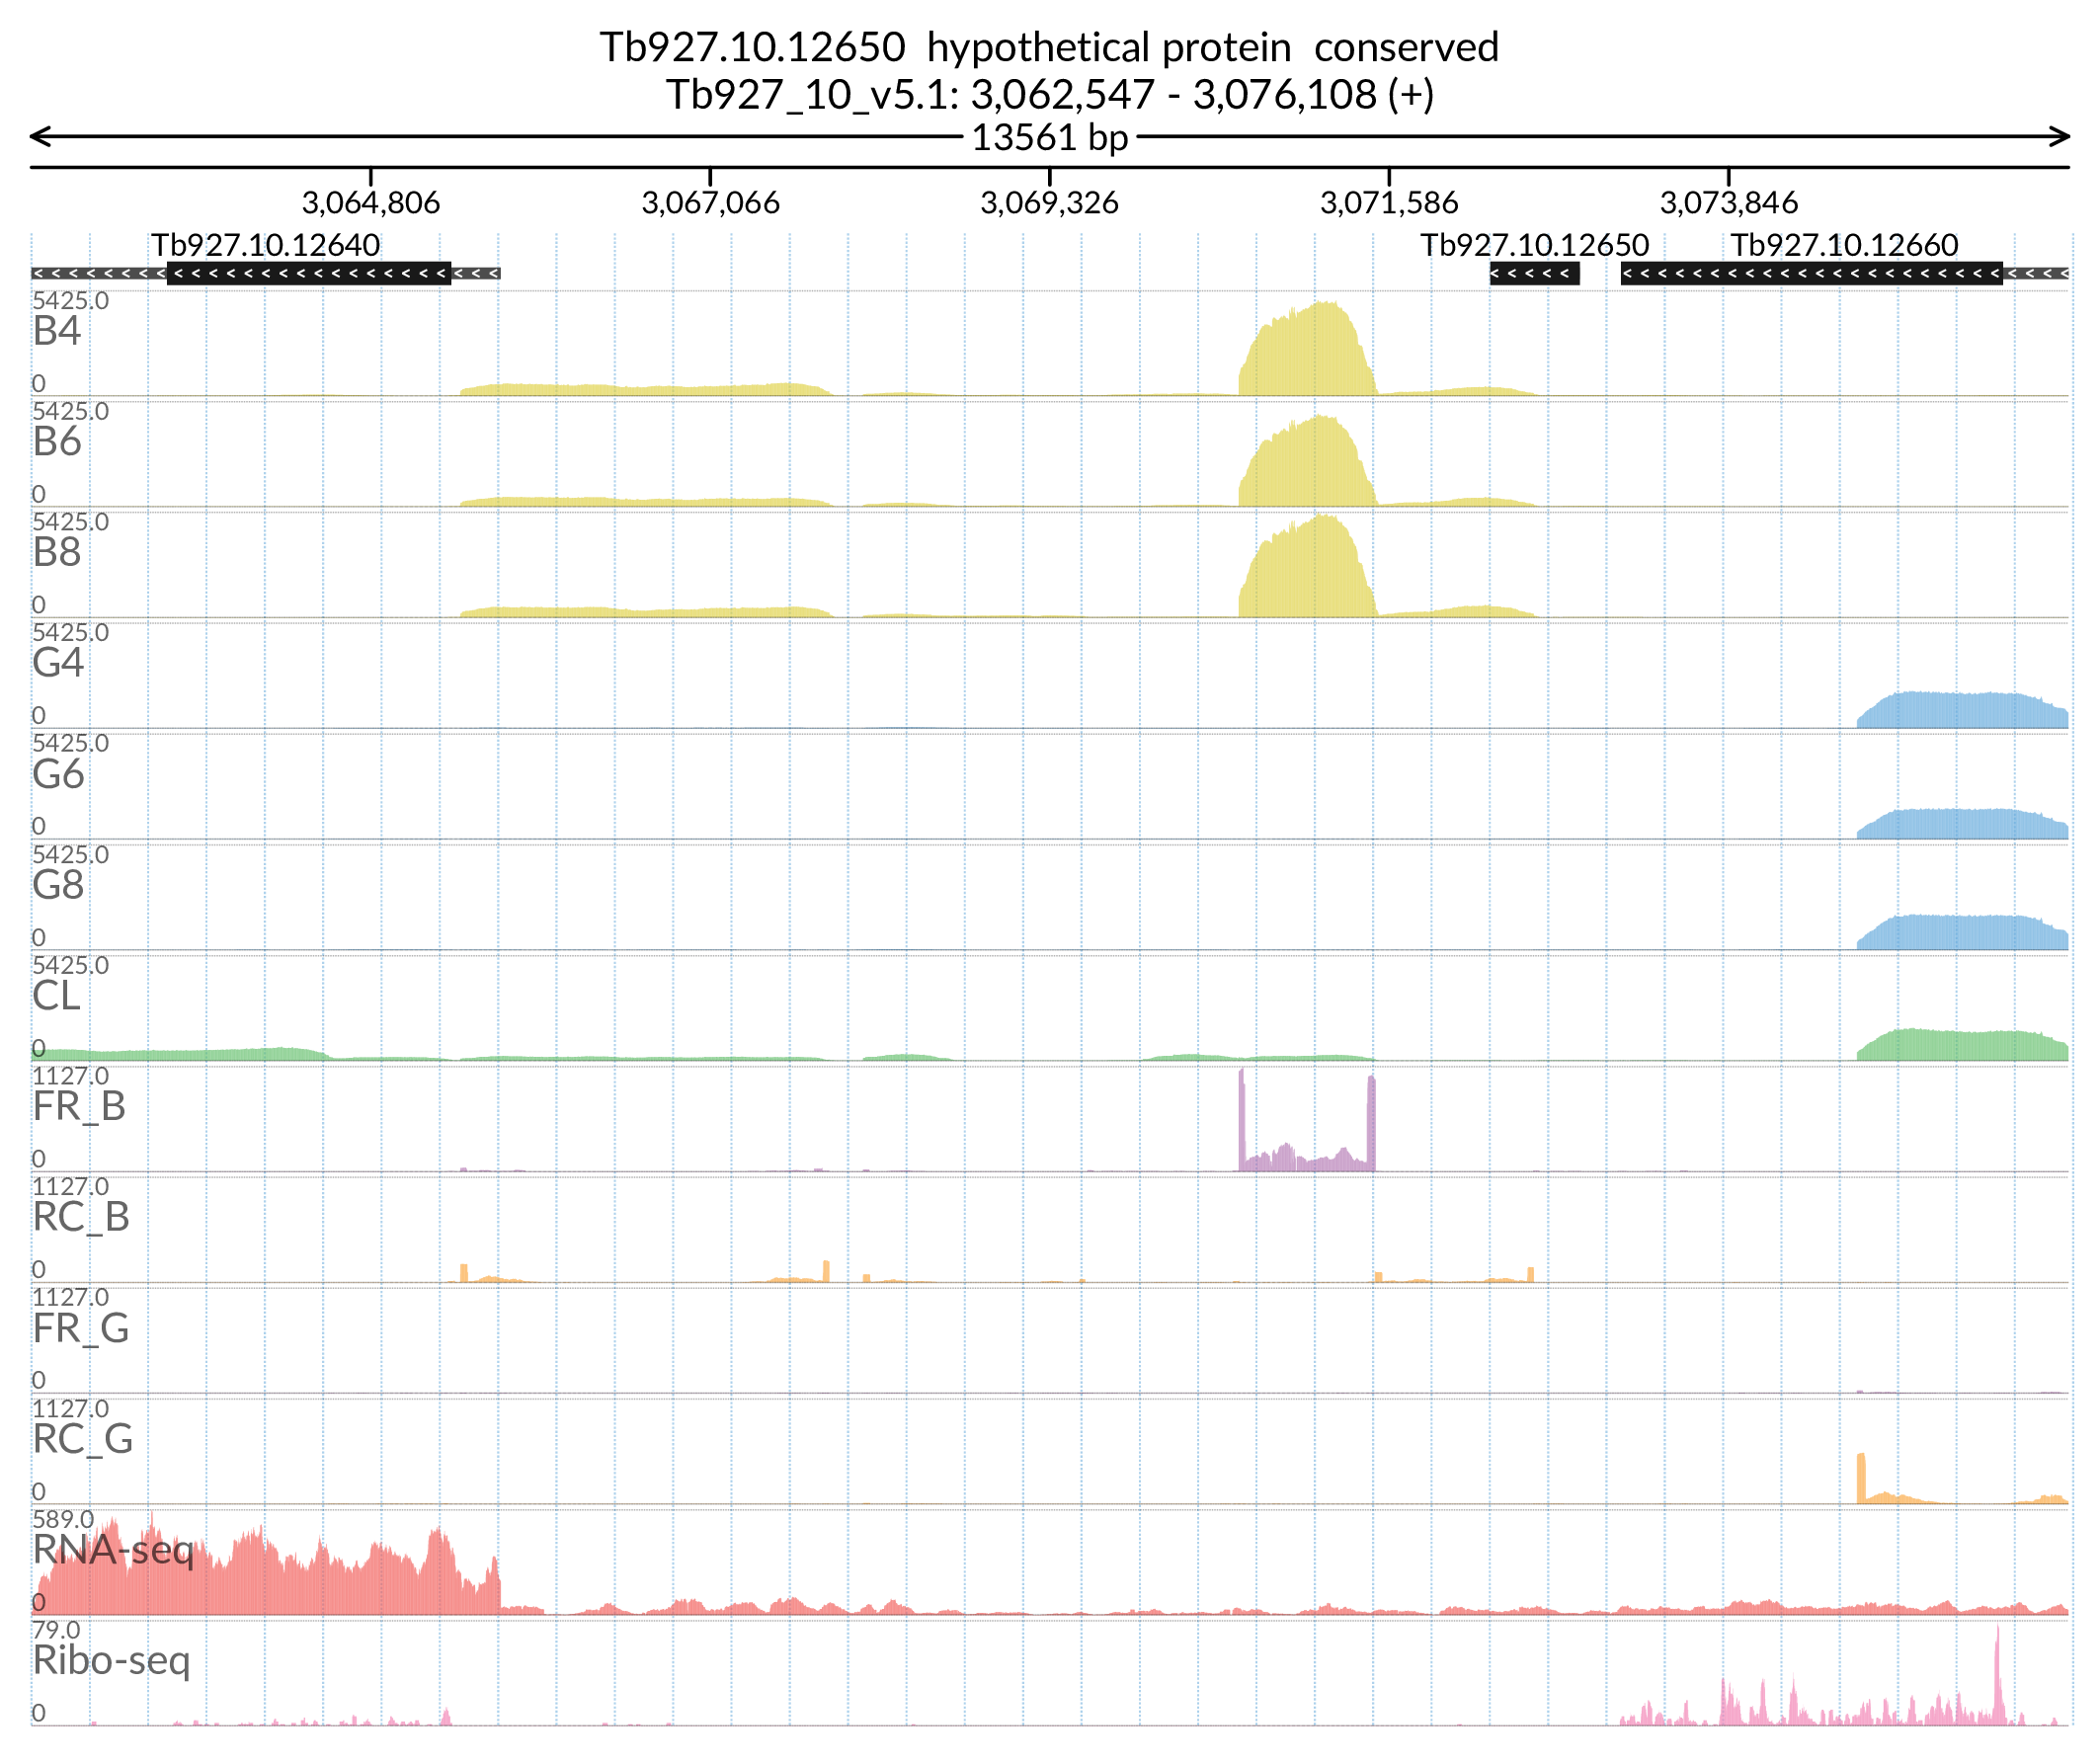 Tb927.10.12650  hypothetical protein  conserved
Tb927_10_v5.1: 3,062,547 - 3,076,108 (+)
13561 bp
3,064,806 3,067,066 3,069,326 3,071,586 3,073,846
Tb927.10.12640 Tb927.10.12650 Tb927.10.12660
5425.0
B4
0
5425.0
B6
0
5425.0
B8
0
5425.0
G4
0
5425.0
G6
0
5425.0
G8
0
5425.0
CL
0
1127.0
FR_B
0
1127.0
RC_B
0
1127.0
FR_G
0
1127.0
RC_G
0
589.0
RNA-seq
0
79.0
Ribo-seq
0